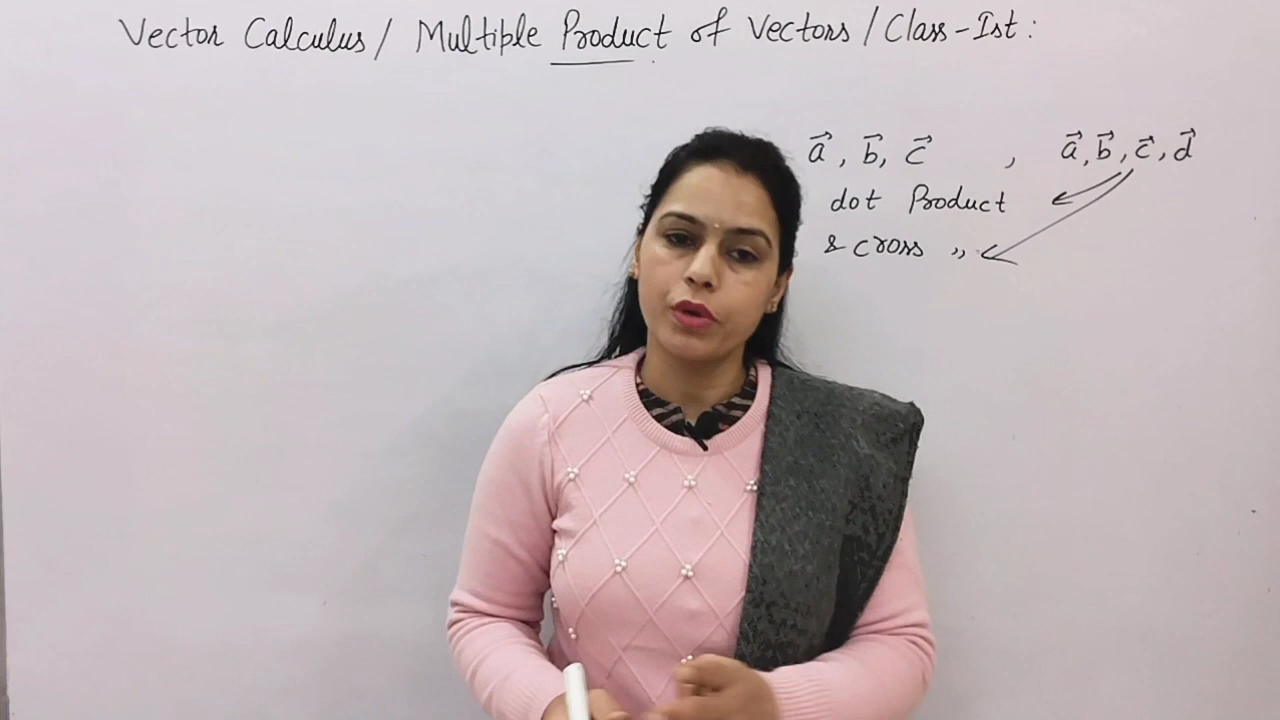 Vector Calculus / Multiple Product of Vectors / Class-Ist :
a⃗, b⃗, c⃗ , a⃗, b⃗, c⃗, d⃗
dot Product
& cross ,,